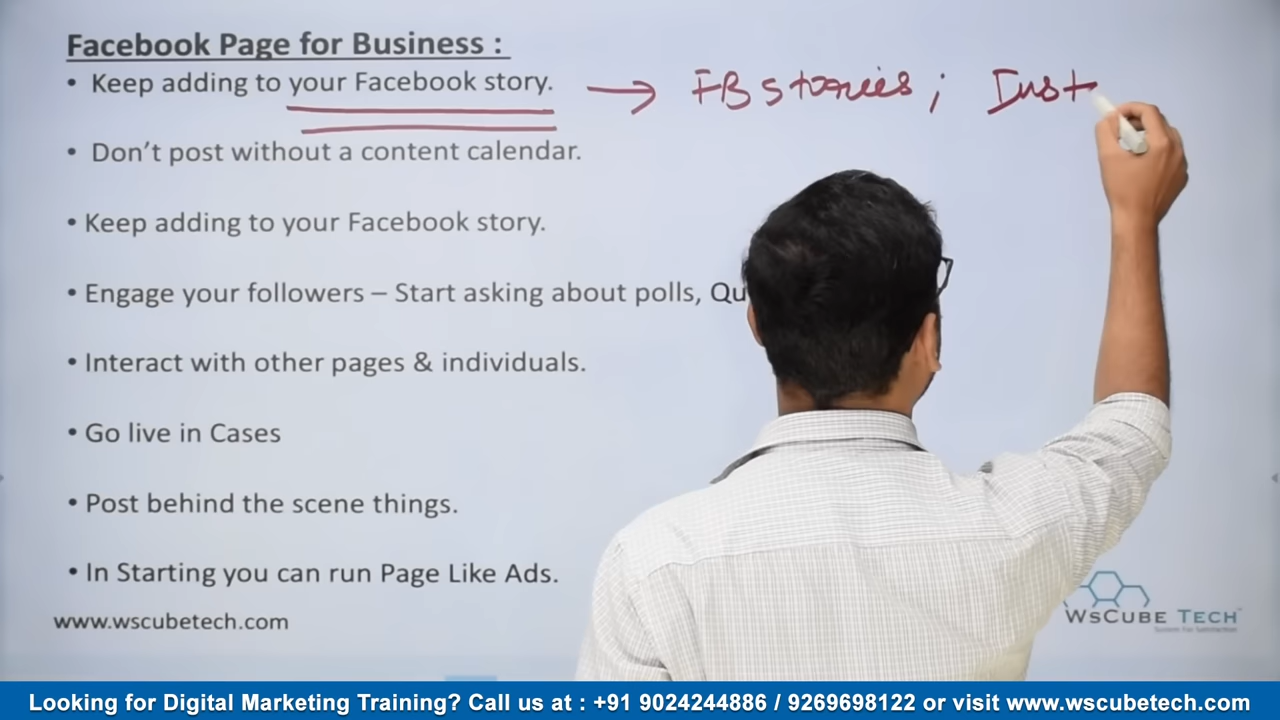 Facebook Page for Business :
• Keep adding to your Facebook story. → FB stories; Inst
• Don't post without a content calendar.
• Keep adding to your Facebook story.
• Engage your followers – Start asking about polls, Qu
• Interact with other pages & individuals.
• Go live in Cases
• Post behind the scene things.
• In Starting you can run Page Like Ads.
www.wscubetech.com
WSCUBE TECH
Looking for Digital Marketing Training? Call us at : +91 9024244886 / 9269698122 or visit www.wscubetech.com